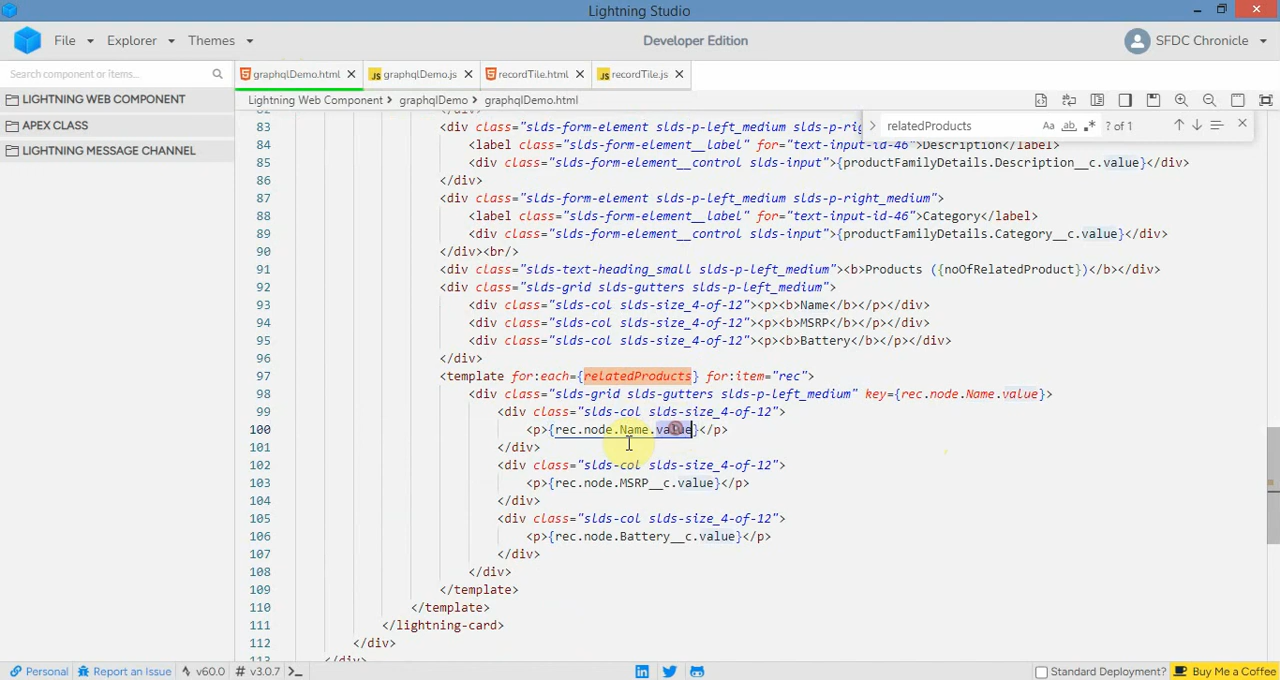 Lightning Studio
File Explorer Themes Developer Edition SFDC Chronicle
Search component or items...
graphqlDemo.html graphqlDemo.js recordTile.html recordTile.js
LIGHTNING WEB COMPONENT
APEX CLASS
LIGHTNING MESSAGE CHANNEL
Lightning Web Component > graphqlDemo > graphqlDemo.html
relatedProducts Aa ab ? of 1
83 <div class="slds-form-element slds-p-left_medium slds-p-rig
84 <label class="slds-form-element__label" for="text-input-id-46">Description</label>
85 <div class="slds-form-element__control slds-input">{productFamilyDetails.Description__c.value}</div>
86 </div>
87 <div class="slds-form-element slds-p-left_medium slds-p-right_medium">
88 <label class="slds-form-element__label" for="text-input-id-46">Category</label>
89 <div class="slds-form-element__control slds-input">{productFamilyDetails.Category__c.value}</div>
90 </div><br/>
91 <div class="slds-text-heading_small slds-p-left_medium"><b>Products ({noOfRelatedProduct})</b></div>
92 <div class="slds-grid slds-gutters slds-p-left_medium">
93 <div class="slds-col slds-size_4-of-12"><p><b>Name</b></p></div>
94 <div class="slds-col slds-size_4-of-12"><p><b>MSRP</b></p></div>
95 <div class="slds-col slds-size_4-of-12"><p><b>Battery</b></p></div>
96 </div>
97 <template for:each={relatedProducts} for:item="rec">
98 <div class="slds-grid slds-gutters slds-p-left_medium" key={rec.node.Name.value}>
99 <div class="slds-col slds-size_4-of-12">
100 <p>{rec.node.Name.value}</p>
101 </div>
102 <div class="slds-col slds-size_4-of-12">
103 <p>{rec.node.MSRP__c.value}</p>
104 </div>
105 <div class="slds-col slds-size_4-of-12">
106 <p>{rec.node.Battery__c.value}</p>
107 </div>
108 </div>
109 </template>
110 </template>
111 </lightning-card>
112 </div>
Personal Report an Issue v60.0 # v3.0.7 Standard Deployment? Buy Me a Coffee